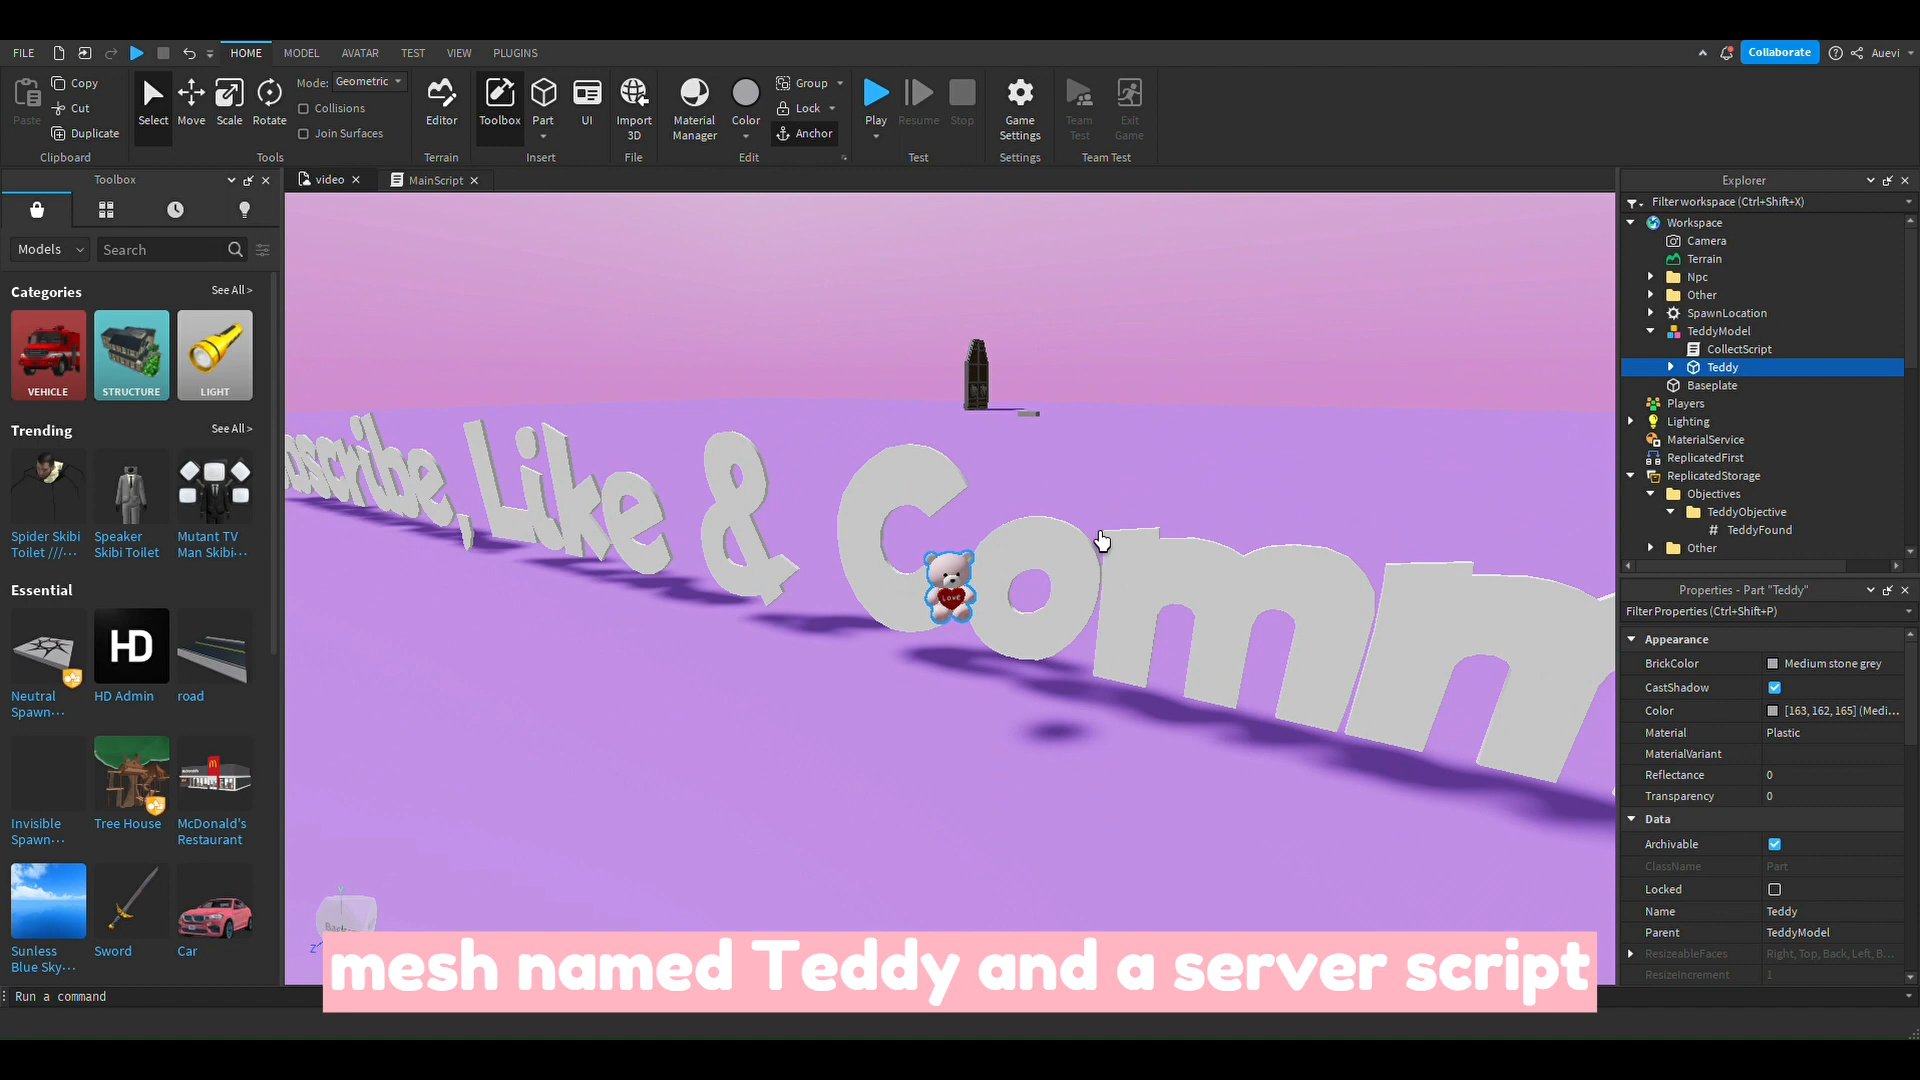 FILE HOME MODEL AVATAR TEST VIEW PLUGINS Collaborate Auevi
Paste Copy Cut Duplicate Clipboard
Select Move Scale Rotate Mode: Geometric Collisions Join Surfaces Tools
Editor Terrain
Toolbox Part UI Insert
Import 3D File
Material Manager Color Group Lock Anchor Edit
Play Resume Stop Test
Game Settings Settings
Team Test Exit Game Team Test
Toolbox
Models Search
Categories See All >
VEHICLE STRUCTURE LIGHT
Trending See All >
Spider Skibi Toilet ///···
Speaker Skibi Toilet
Mutant TV Man Skibi···
Essential See All >
HD
Neutral Spawn···
HD Admin
road
Invisible Spawn···
Tree House
McDonald's Restaurant
Sunless Blue Sky···
Sword
Car
video MainScript
Like & Comm
Love
Y
Z
mesh named Teddy and a server script
Run a command
Explorer
Filter workspace (Ctrl+Shift+X)
Workspace
Camera
Terrain
Npc
Other
SpawnLocation
TeddyModel
CollectScript
Teddy
Baseplate
Players
Lighting
MaterialService
ReplicatedFirst
ReplicatedStorage
Objectives
TeddyObjective
# TeddyFound
Other
Properties - Part "Teddy"
Filter Properties (Ctrl+Shift+P)
Appearance
BrickColor Medium stone grey
CastShadow
Color [163, 162, 165] (Medi...
Material Plastic
MaterialVariant
Reflectance 0
Transparency 0
Data
Archivable
ClassName Part
Locked
Name Teddy
Parent TeddyModel
ResizeableFaces Right, Top, Back, Left, B...
ResizeIncrement 1